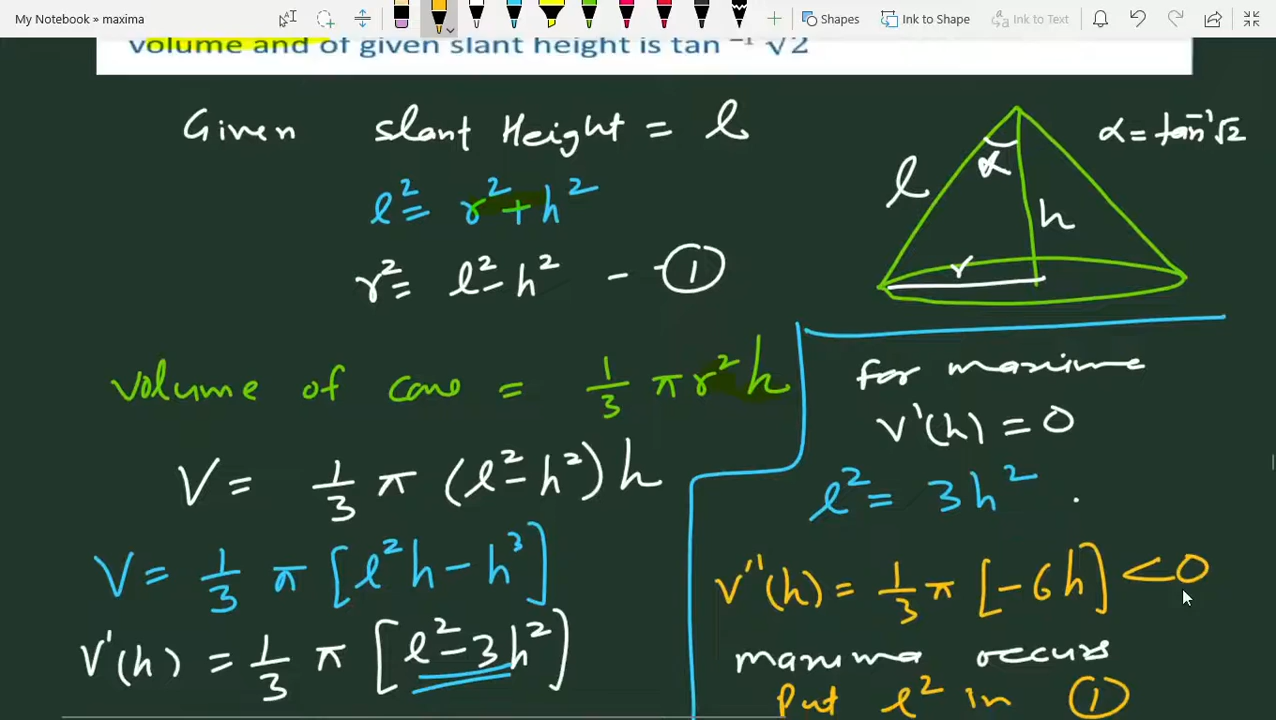 My Notebook » maxima
Shapes
Ink to Shape
Ink to Text
volume and of given slant height is tan ⁻¹ √2
Given slant Height = l
l² = r² + h²
r² = l² - h² - - ①
l
α
h
r
α = tan⁻¹√2
volume of cone = 1/3 π r² h
V = 1/3 π (l² - h²) h
V = 1/3 π [l²h - h³]
V'(h) = 1/3 π [l² - 3h²]
for maxime
V'(h) = 0
l² = 3h² .
V''(h) = 1/3 π [-6h] < 0
maxima occurs
Put l² in ①